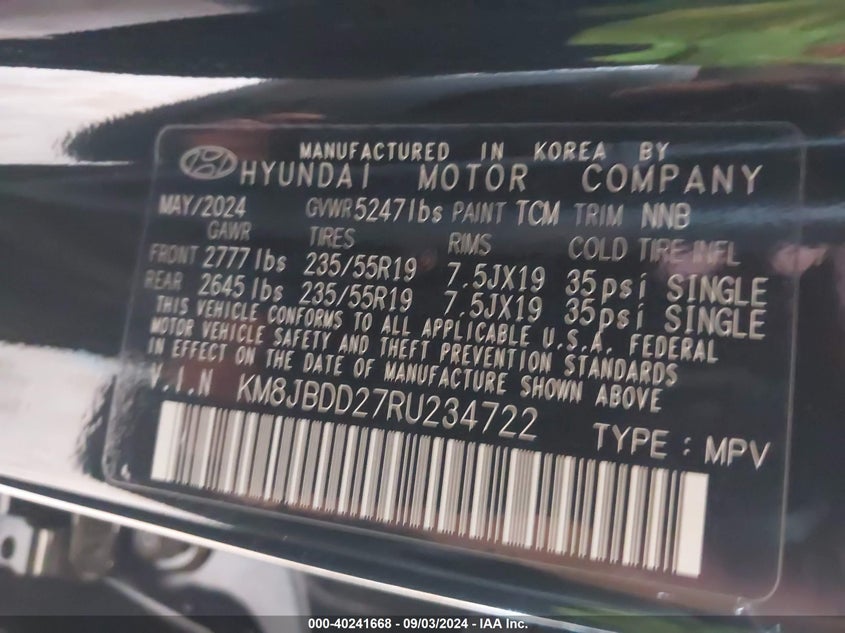 MANUFACTURED IN KOREA BY
HYUNDAI MOTOR COMPANY
MAY/2024 GVWR 5247lbs PAINT TCM TRIM NNB
GAWR TIRES RIMS COLD TIRE INFL
FRONT 2777lbs 235/55R19 7.5JX19 35psi SINGLE
REAR 2645lbs 235/55R19 7.5JX19 35psi SINGLE
THIS VEHICLE CONFORMS TO ALL APPLICABLE U.S.A. FEDERAL
MOTOR VEHICLE SAFETY AND THEFT PREVENTION STANDARDS
IN EFFECT ON THE DATE OF MANUFACTURE SHOWN ABOVE
V.I.N KM8JBDD27RU234722
TYPE : MPV
000-40241668 - 09/03/2024 - IAA Inc.